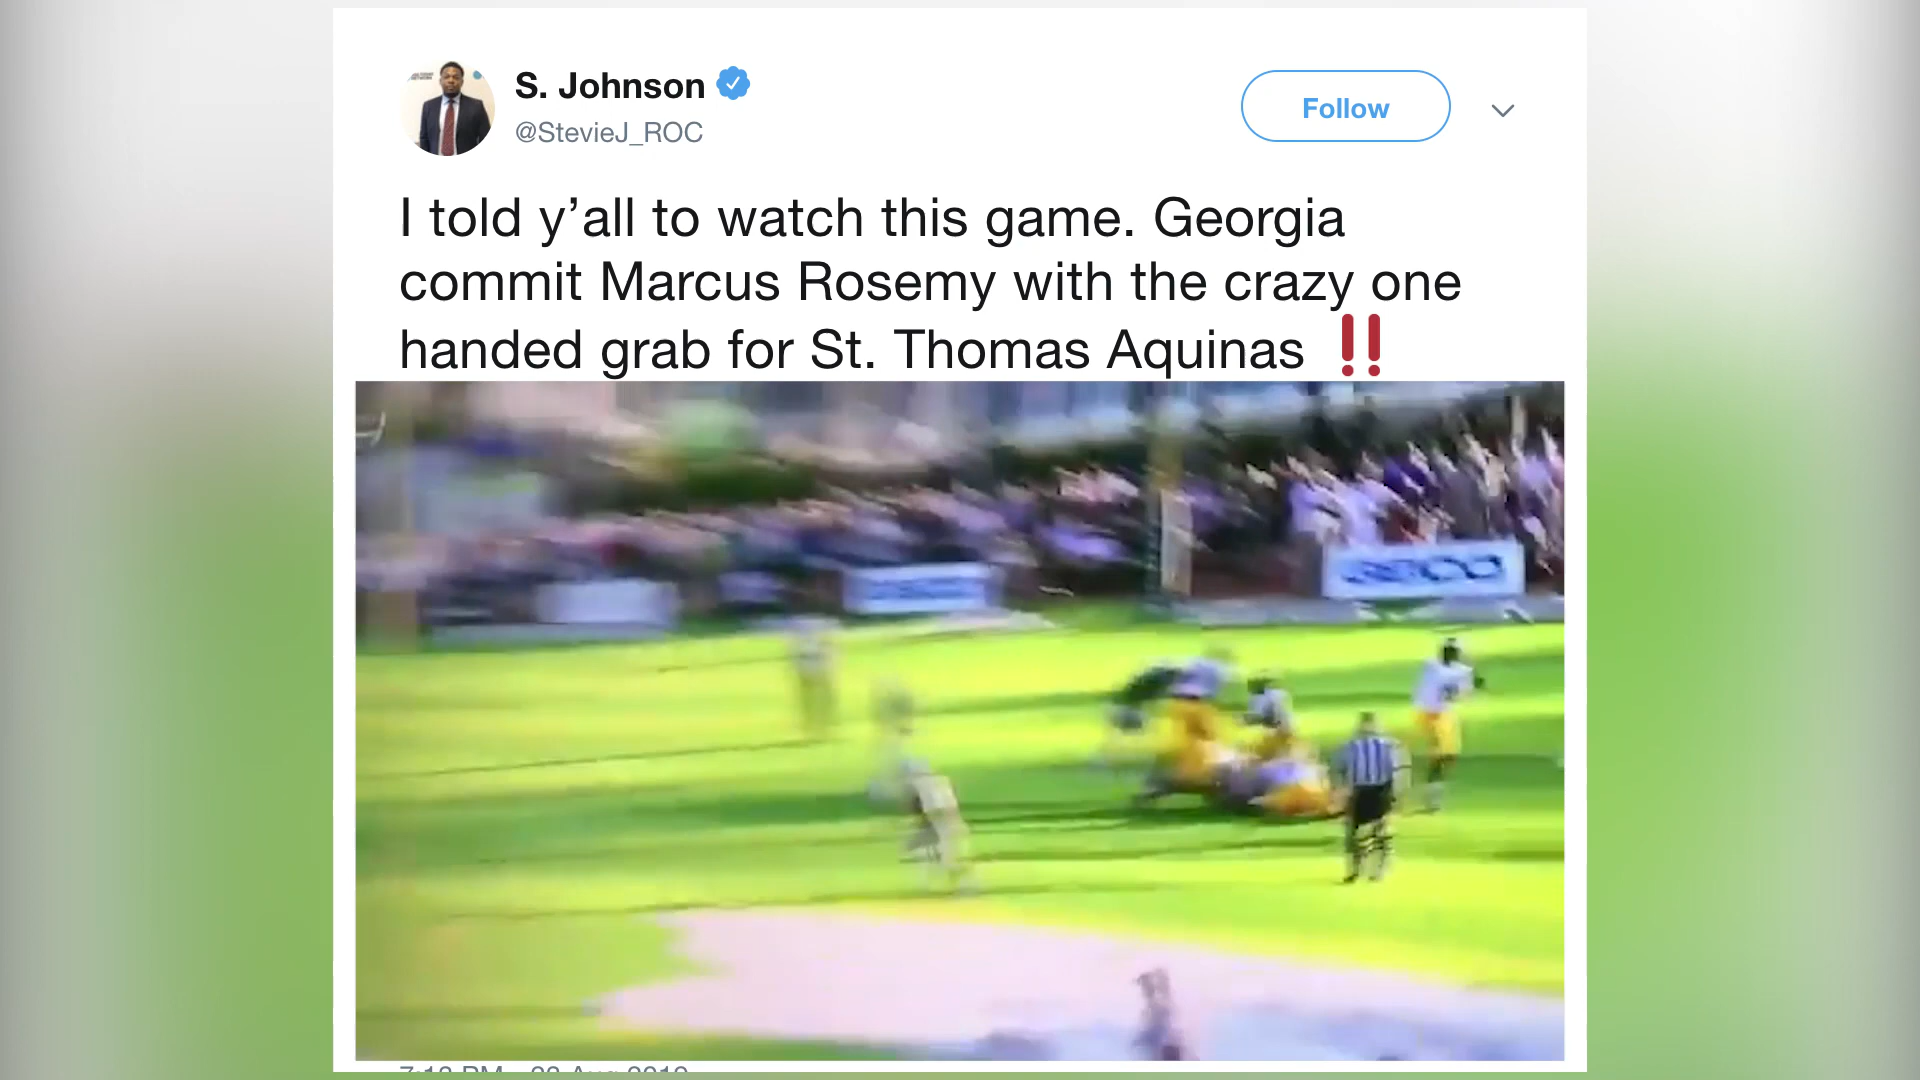 S. Johnson
@StevieJ_ROC
Follow
I told y’all to watch this game. Georgia
commit Marcus Rosemy with the crazy one
handed grab for St. Thomas Aquinas ‼
GEICO